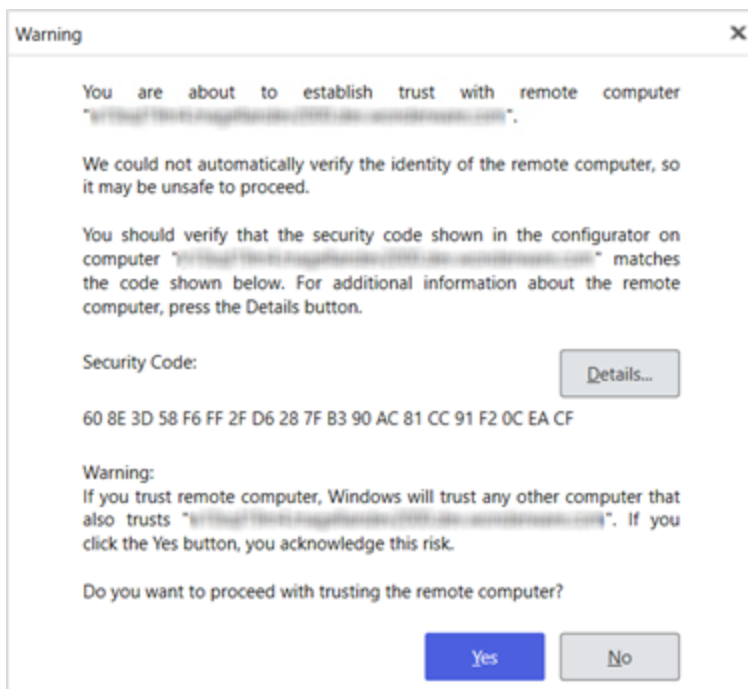 Warning
You are about to establish trust with remote computer
" ".
We could not automatically verify the identity of the remote computer, so
it may be unsafe to proceed.
You should verify that the security code shown in the configurator on
computer " " matches
the code shown below. For additional information about the remote
computer, press the Details button.
Security Code:
Details...
60 8E 3D 58 F6 FF 2F D6 28 7F B3 90 AC 81 CC 91 F2 0C EA CF
Warning:
If you trust remote computer, Windows will trust any other computer that
also trusts " ". If you
click the Yes button, you acknowledge this risk.
Do you want to proceed with trusting the remote computer?
Yes
No